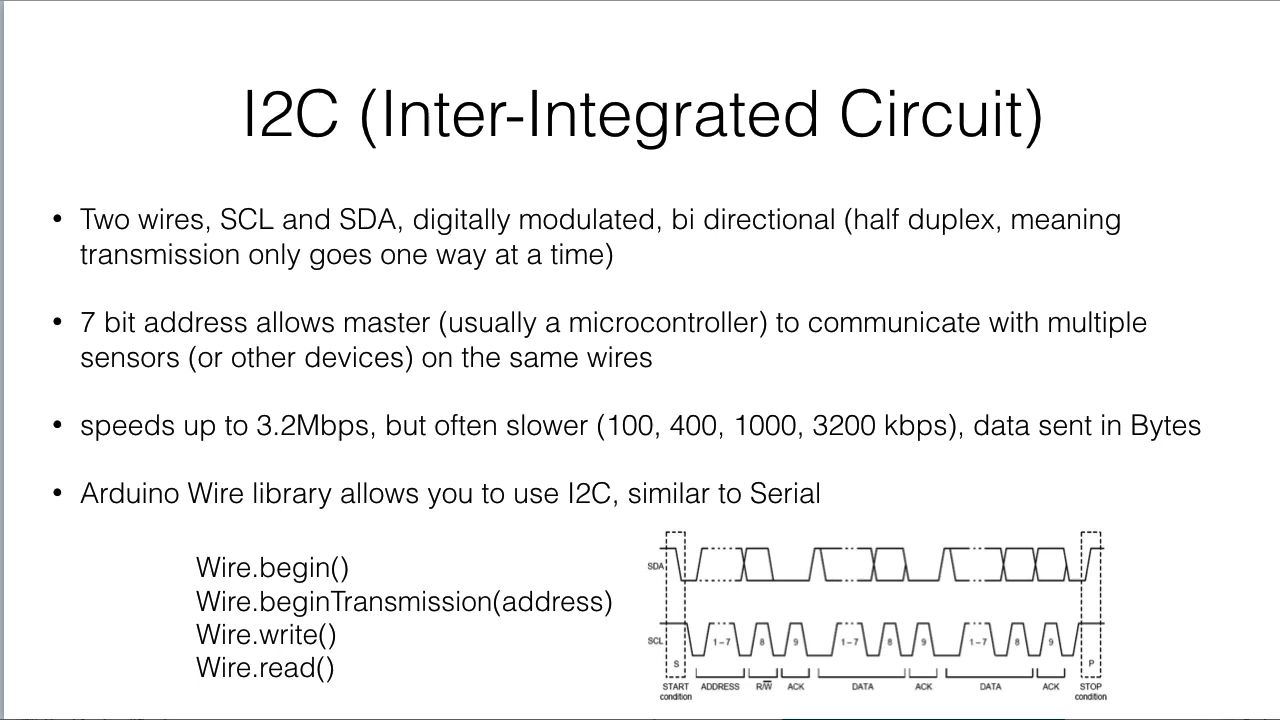 I2C (Inter-Integrated Circuit)
• Two wires, SCL and SDA, digitally modulated, bi directional (half duplex, meaning
transmission only goes one way at a time)
• 7 bit address allows master (usually a microcontroller) to communicate with multiple
sensors (or other devices) on the same wires
• speeds up to 3.2Mbps, but often slower (100, 400, 1000, 3200 kbps), data sent in Bytes
• Arduino Wire library allows you to use I2C, similar to Serial
Wire.begin()
Wire.beginTransmission(address)
Wire.write()
Wire.read()
SDA
SCL 1–7 8 9 1–7 8 9 1–7 8 9
S P
START ADDRESS R/W̅ ACK DATA ACK DATA ACK STOP
condition condition